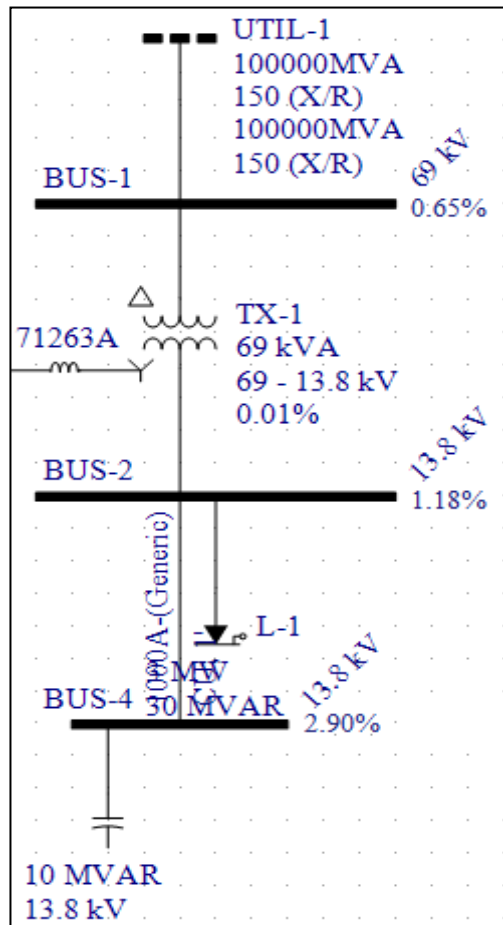 UTIL-1
100000MVA
150 (X/R)
100000MVA
150 (X/R)
BUS-1
69 kV
0.65%
TX-1
71263A
69 kVA
69 - 13.8 kV
0.01%
BUS-2
13.8 kV
1.18%
(Generic)
L-1
MW
BUS-4
30 MVAR
13.8 kV
2.90%
10 MVAR
13.8 kV